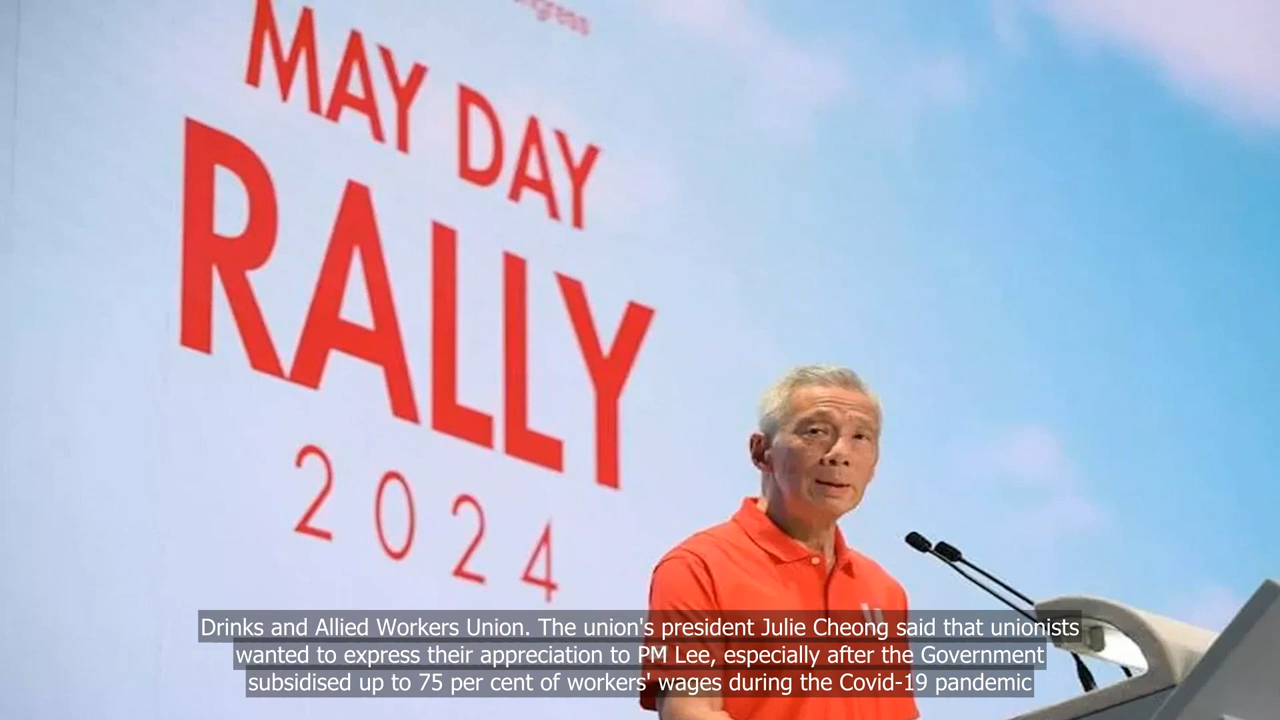 MAY DAY
RALLY
2024
Drinks and Allied Workers Union. The union's president Julie Cheong said that unionists
wanted to express their appreciation to PM Lee, especially after the Government
subsidised up to 75 per cent of workers' wages during the Covid-19 pandemic